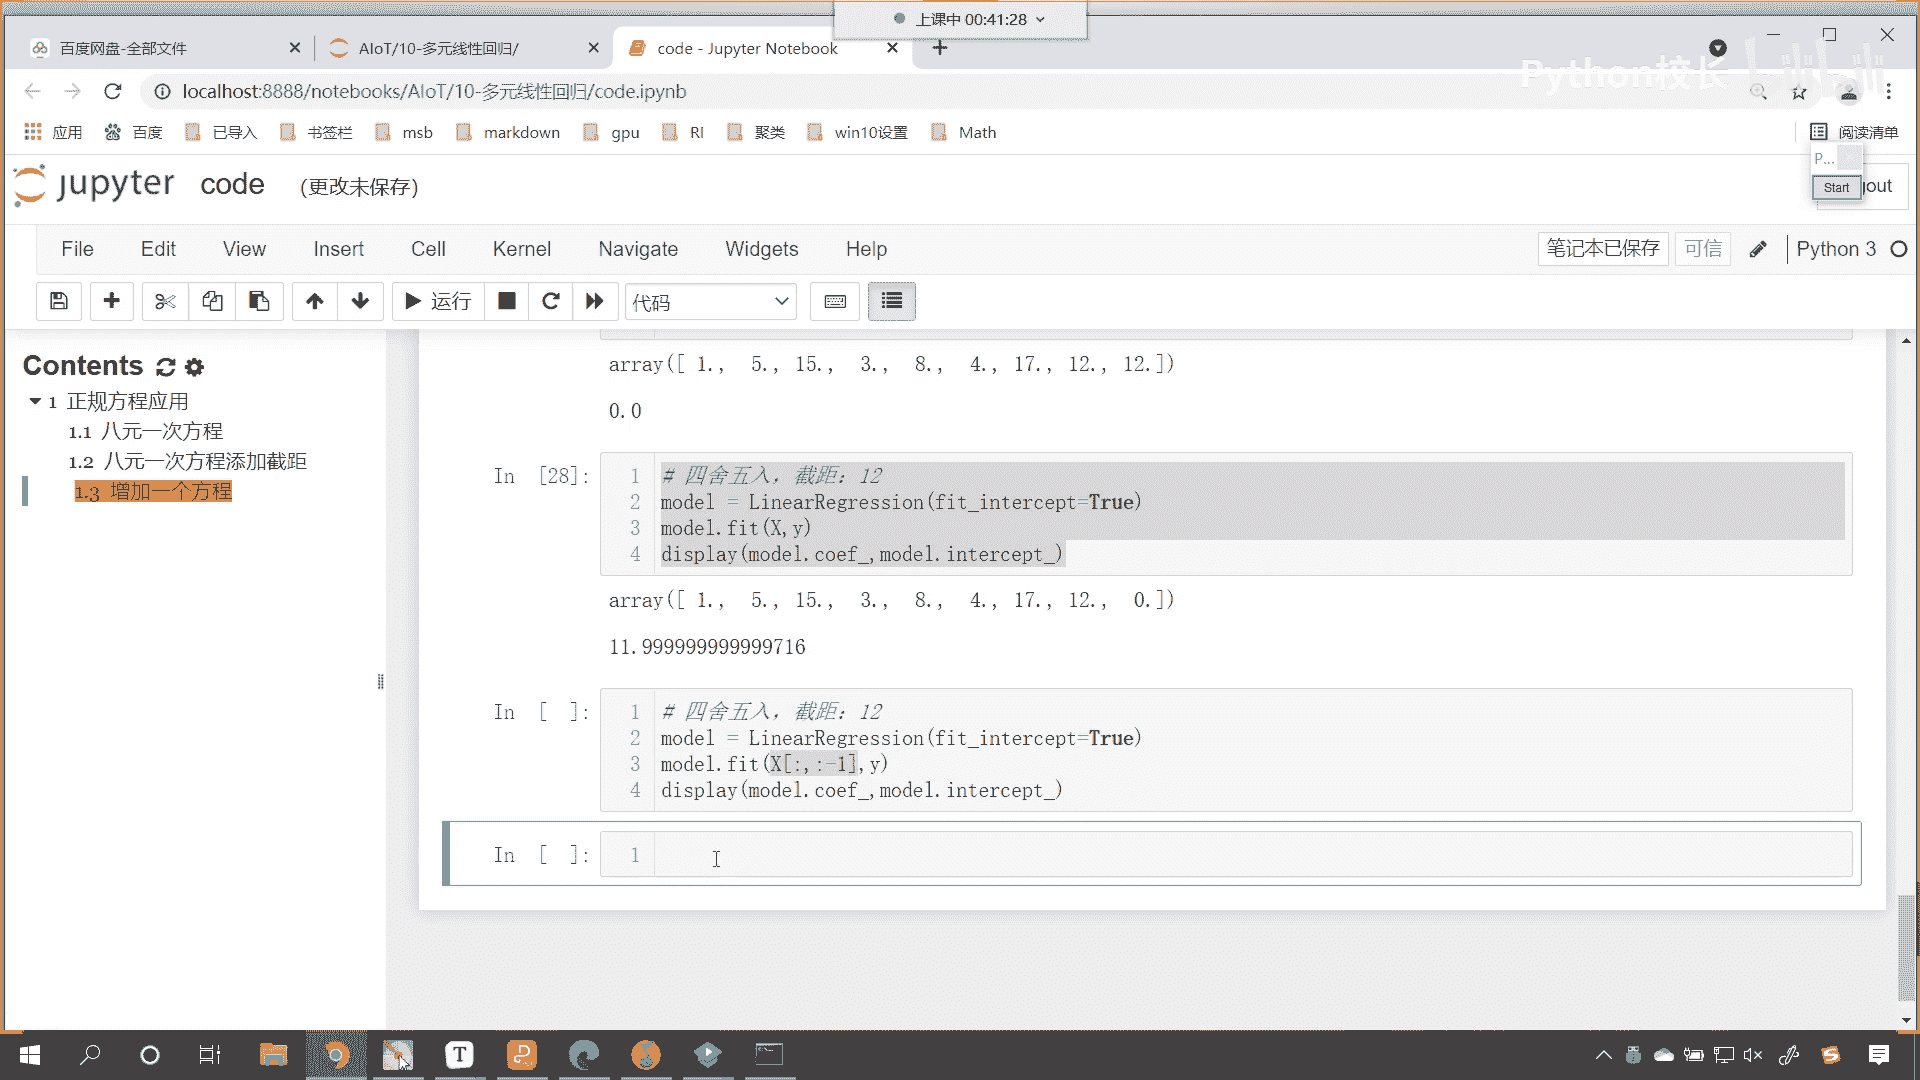 上课中 00:41:28
百度网盘-全部文件
AIoT/10-多元线性回归/
code - Jupyter Notebook
Python校长
localhost:8888/notebooks/AIoT/10-多元线性回归/code.ipynb
应用 百度 已导入 书签栏 msb markdown gpu RI 聚类 win10设置 Math 阅读清单
P...
Start
out
jupyter code (更改未保存)
File Edit View Insert Cell Kernel Navigate Widgets Help 笔记本已保存 可信 Python 3
运行 代码
Contents
1 正规方程应用
1.1 八元一次方程
1.2 八元一次方程添加截距
1.3 增加一个方程
array([ 1., 5., 15., 3., 8., 4., 17., 12., 12.])
0.0
In [28]:
1 # 四舍五入，截距：12
2 model = LinearRegression(fit_intercept=True)
3 model.fit(X,y)
4 display(model.coef_,model.intercept_)
array([ 1., 5., 15., 3., 8., 4., 17., 12., 0.])
11.999999999999716
In [ ]:
1 # 四舍五入，截距：12
2 model = LinearRegression(fit_intercept=True)
3 model.fit(X[:,:-1],y)
4 display(model.coef_,model.intercept_)
In [ ]:
1